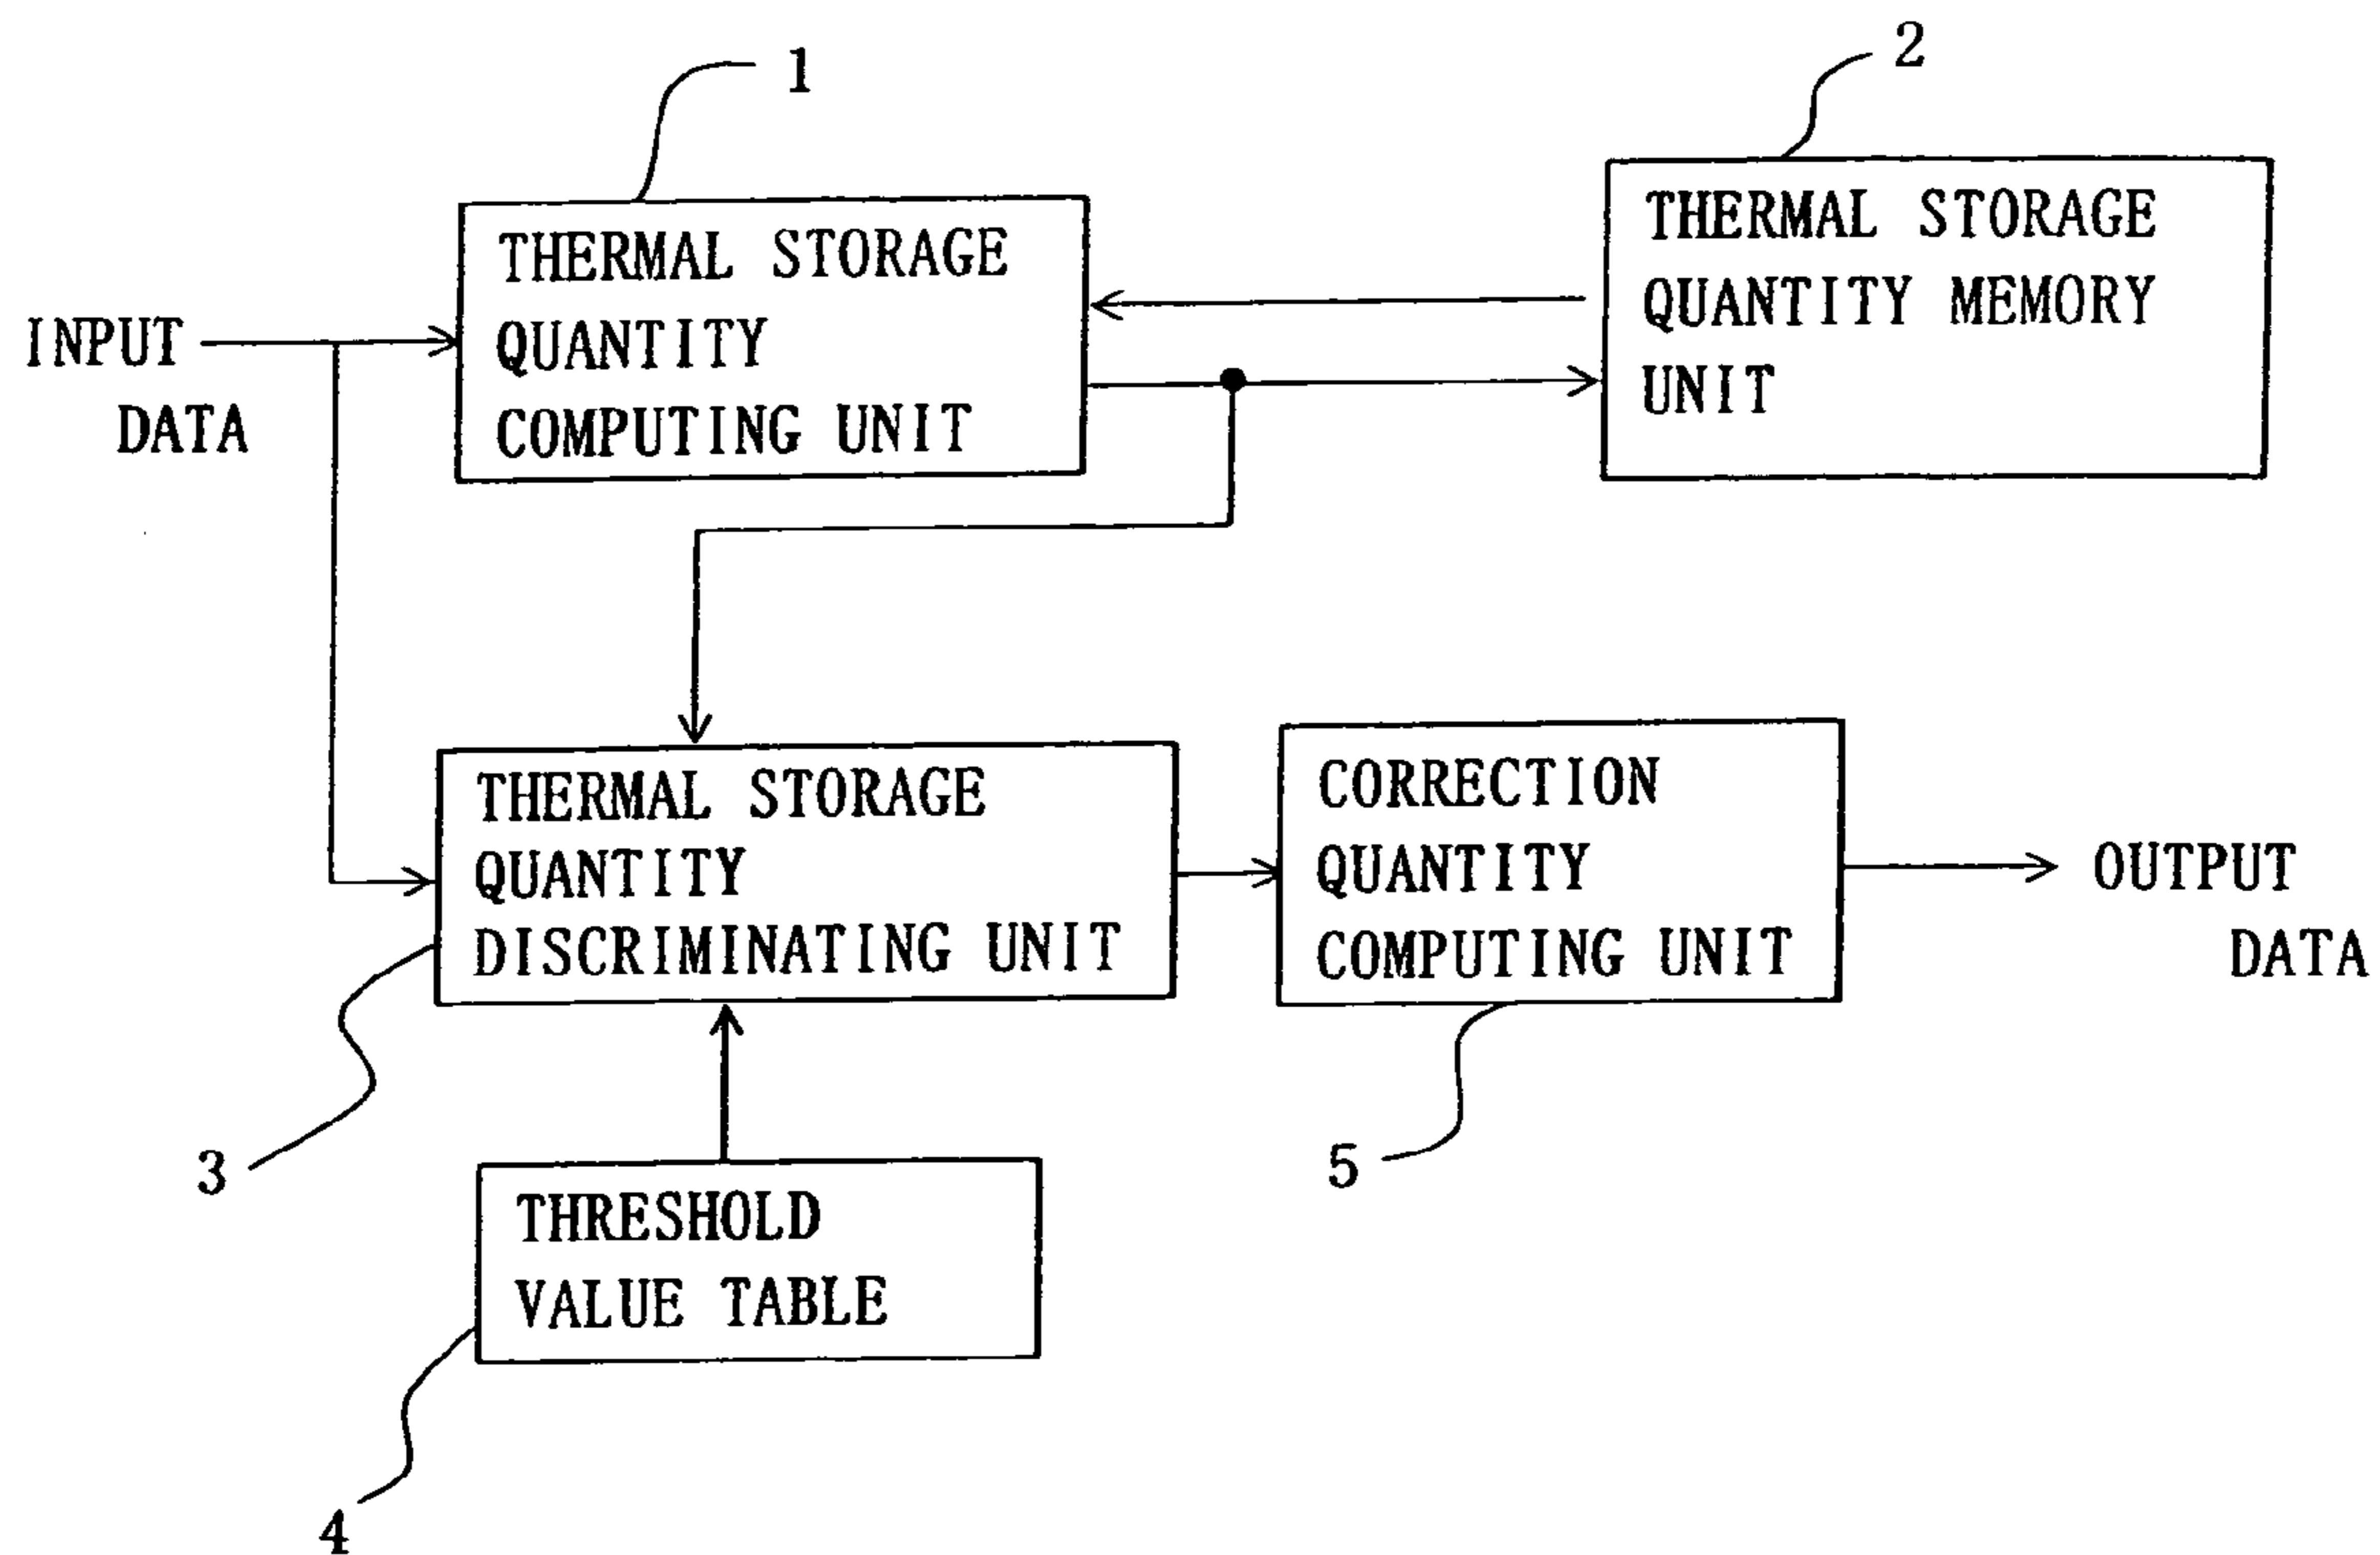 1
2
THERMAL STORAGE
QUANTITY
COMPUTING UNIT
THERMAL STORAGE
QUANTITY MEMORY
UNIT
INPUT
DATA
THERMAL STORAGE
QUANTITY
DISCRIMINATING UNIT
CORRECTION
QUANTITY
COMPUTING UNIT
OUTPUT
DATA
3
5
THRESHOLD
VALUE TABLE
4